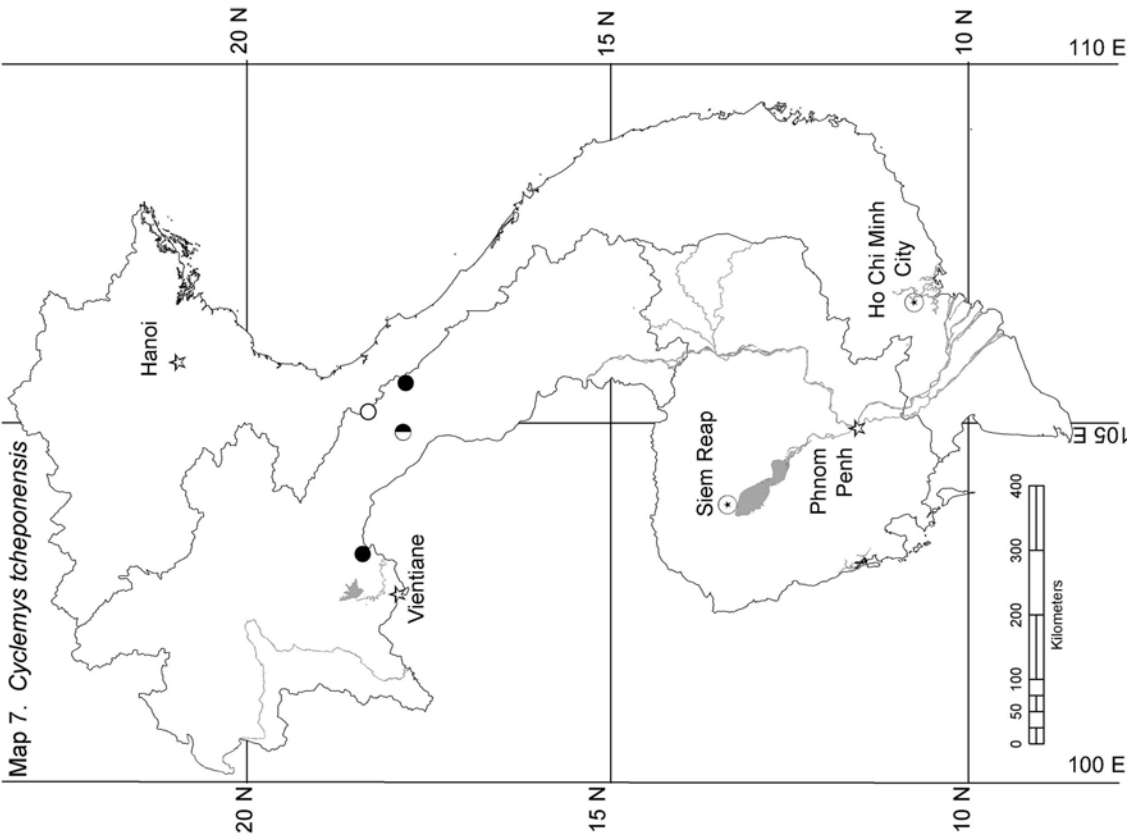 Map 7. Cyclemys tcheponensis
20 N
15 N
10 N
20 N
15 N
10 N
110 E
105 E
100 E
Hanoi
Vientiane
Siem Reap
Phnom
Penh
Ho Chi Minh
City
0 50 100 200 300 400
Kilometers